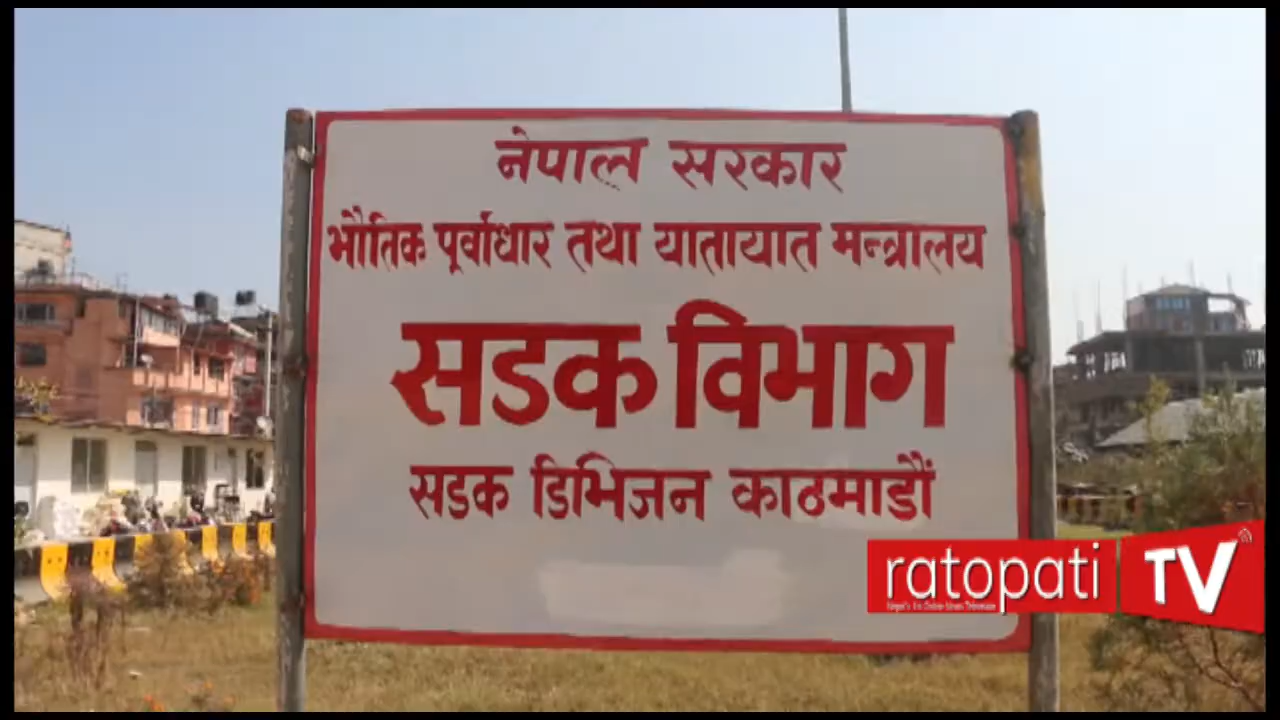 नेपाल सरकार
भौतिक पूर्वाधार तथा यातायात मन्त्रालय
सडक विभाग
सडक डिभिजन काठमाडौं
ratopati TV